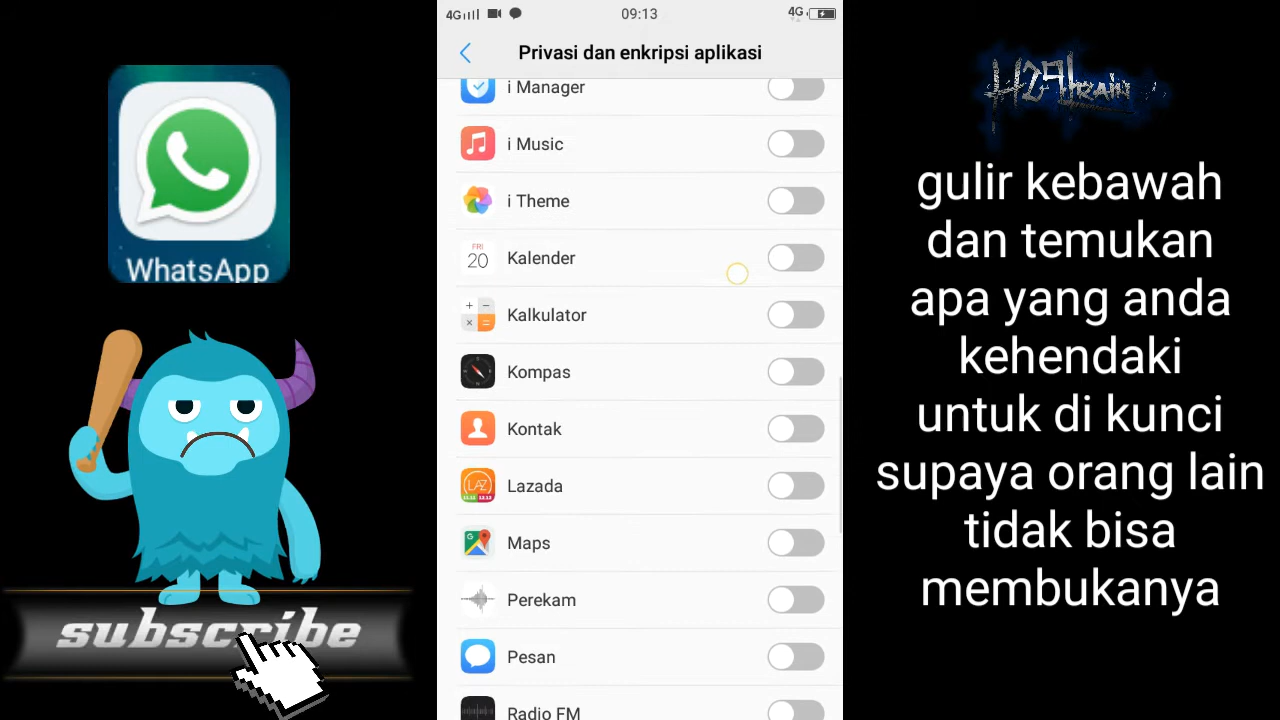 WhatsApp
subscribe
4G
09:13
4G
Privasi dan enkripsi aplikasi
i Manager
i Music
i Theme
FRI
20
Kalender
Kalkulator
Kompas
Kontak
LAZ
Lazada
Maps
Perekam
Pesan
Radio FM
gulir kebawah
dan temukan
apa yang anda
kehendaki
untuk di kunci
supaya orang lain
tidak bisa
membukanya